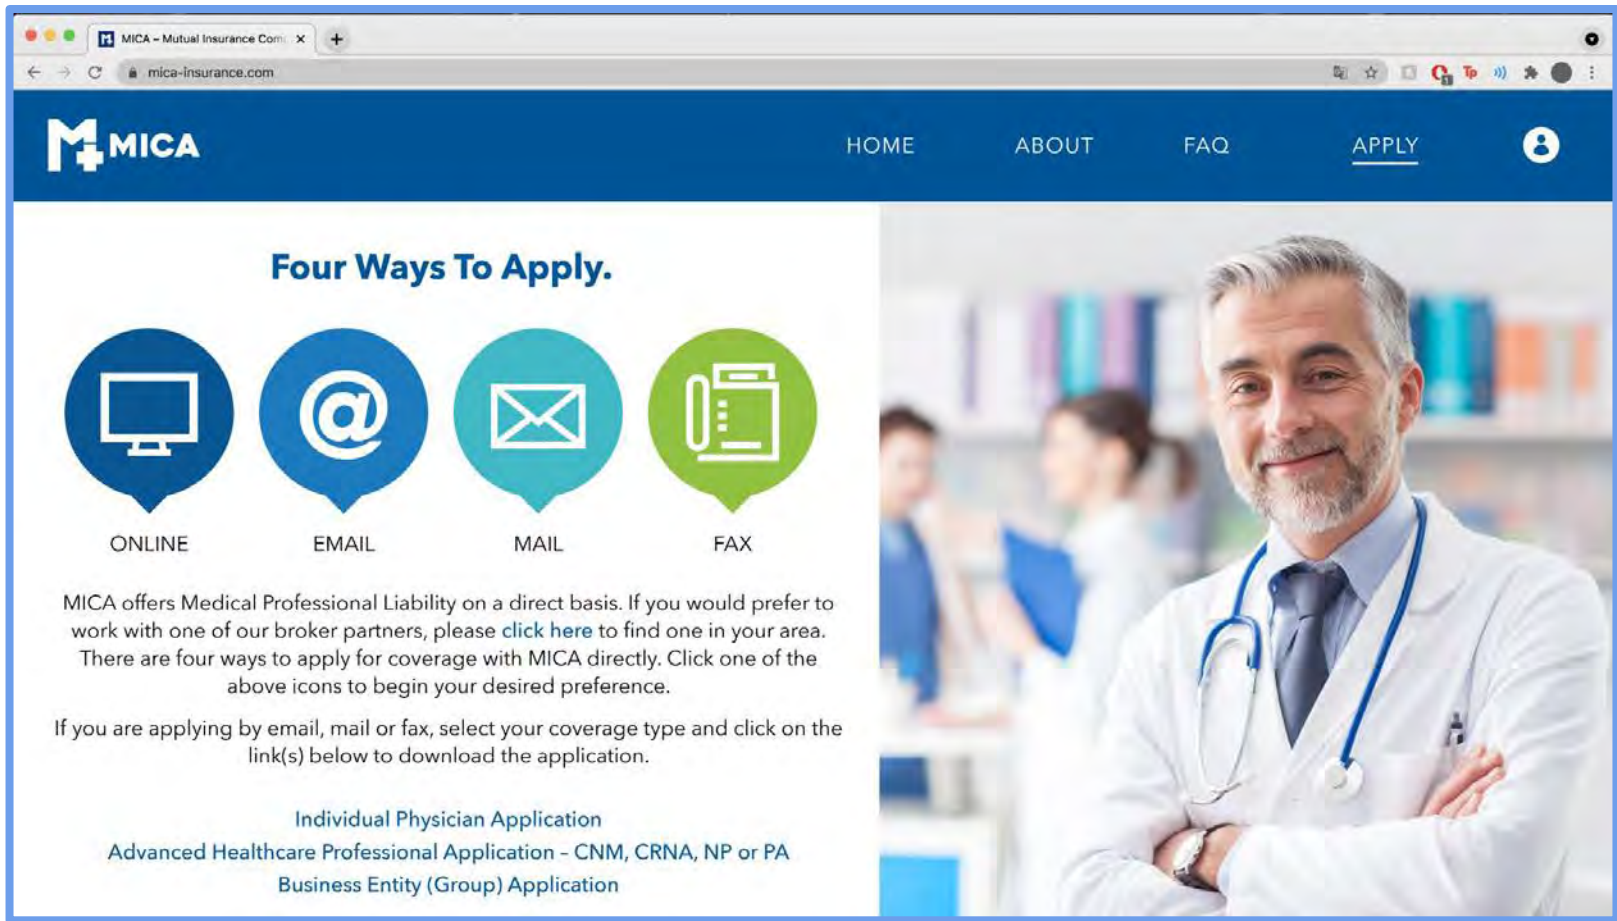 MICA – Mutual Insurance Com
mica-insurance.com
Tp
1
MICA
HOME
ABOUT
FAQ
APPLY
Four Ways To Apply.
@
ONLINE
EMAIL
MAIL
FAX
MICA offers Medical Professional Liability on a direct basis. If you would prefer to
work with one of our broker partners, please click here to find one in your area.
There are four ways to apply for coverage with MICA directly. Click one of the
above icons to begin your desired preference.
If you are applying by email, mail or fax, select your coverage type and click on the
link(s) below to download the application.
Individual Physician Application
Advanced Healthcare Professional Application – CNM, CRNA, NP or PA
Business Entity (Group) Application